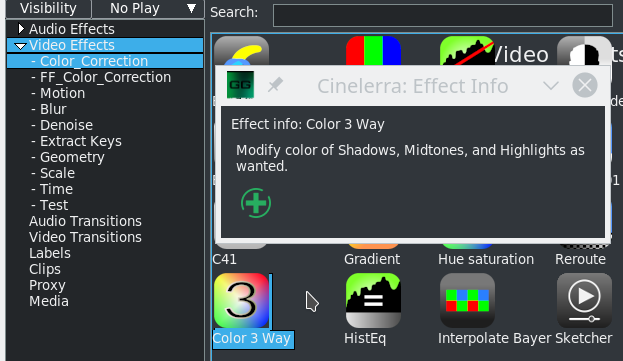 Visibility
No Play
Search:
Audio Effects
Video Effects
- Color_Correction
- FF_Color_Correction
- Motion
- Blur
- Denoise
- Extract Keys
- Geometry
- Scale
- Time
- Test
Audio Transitions
Video Transitions
Labels
Clips
Proxy
Media
Video
GG
Cinelerra: Effect Info
Effect info: Color 3 Way
Modify color of Shadows, Midtones, and Highlights as
wanted.
C41
Gradient
Hue saturation
Reroute
3
Color 3 Way
HistEq
Interpolate Bayer
Sketcher